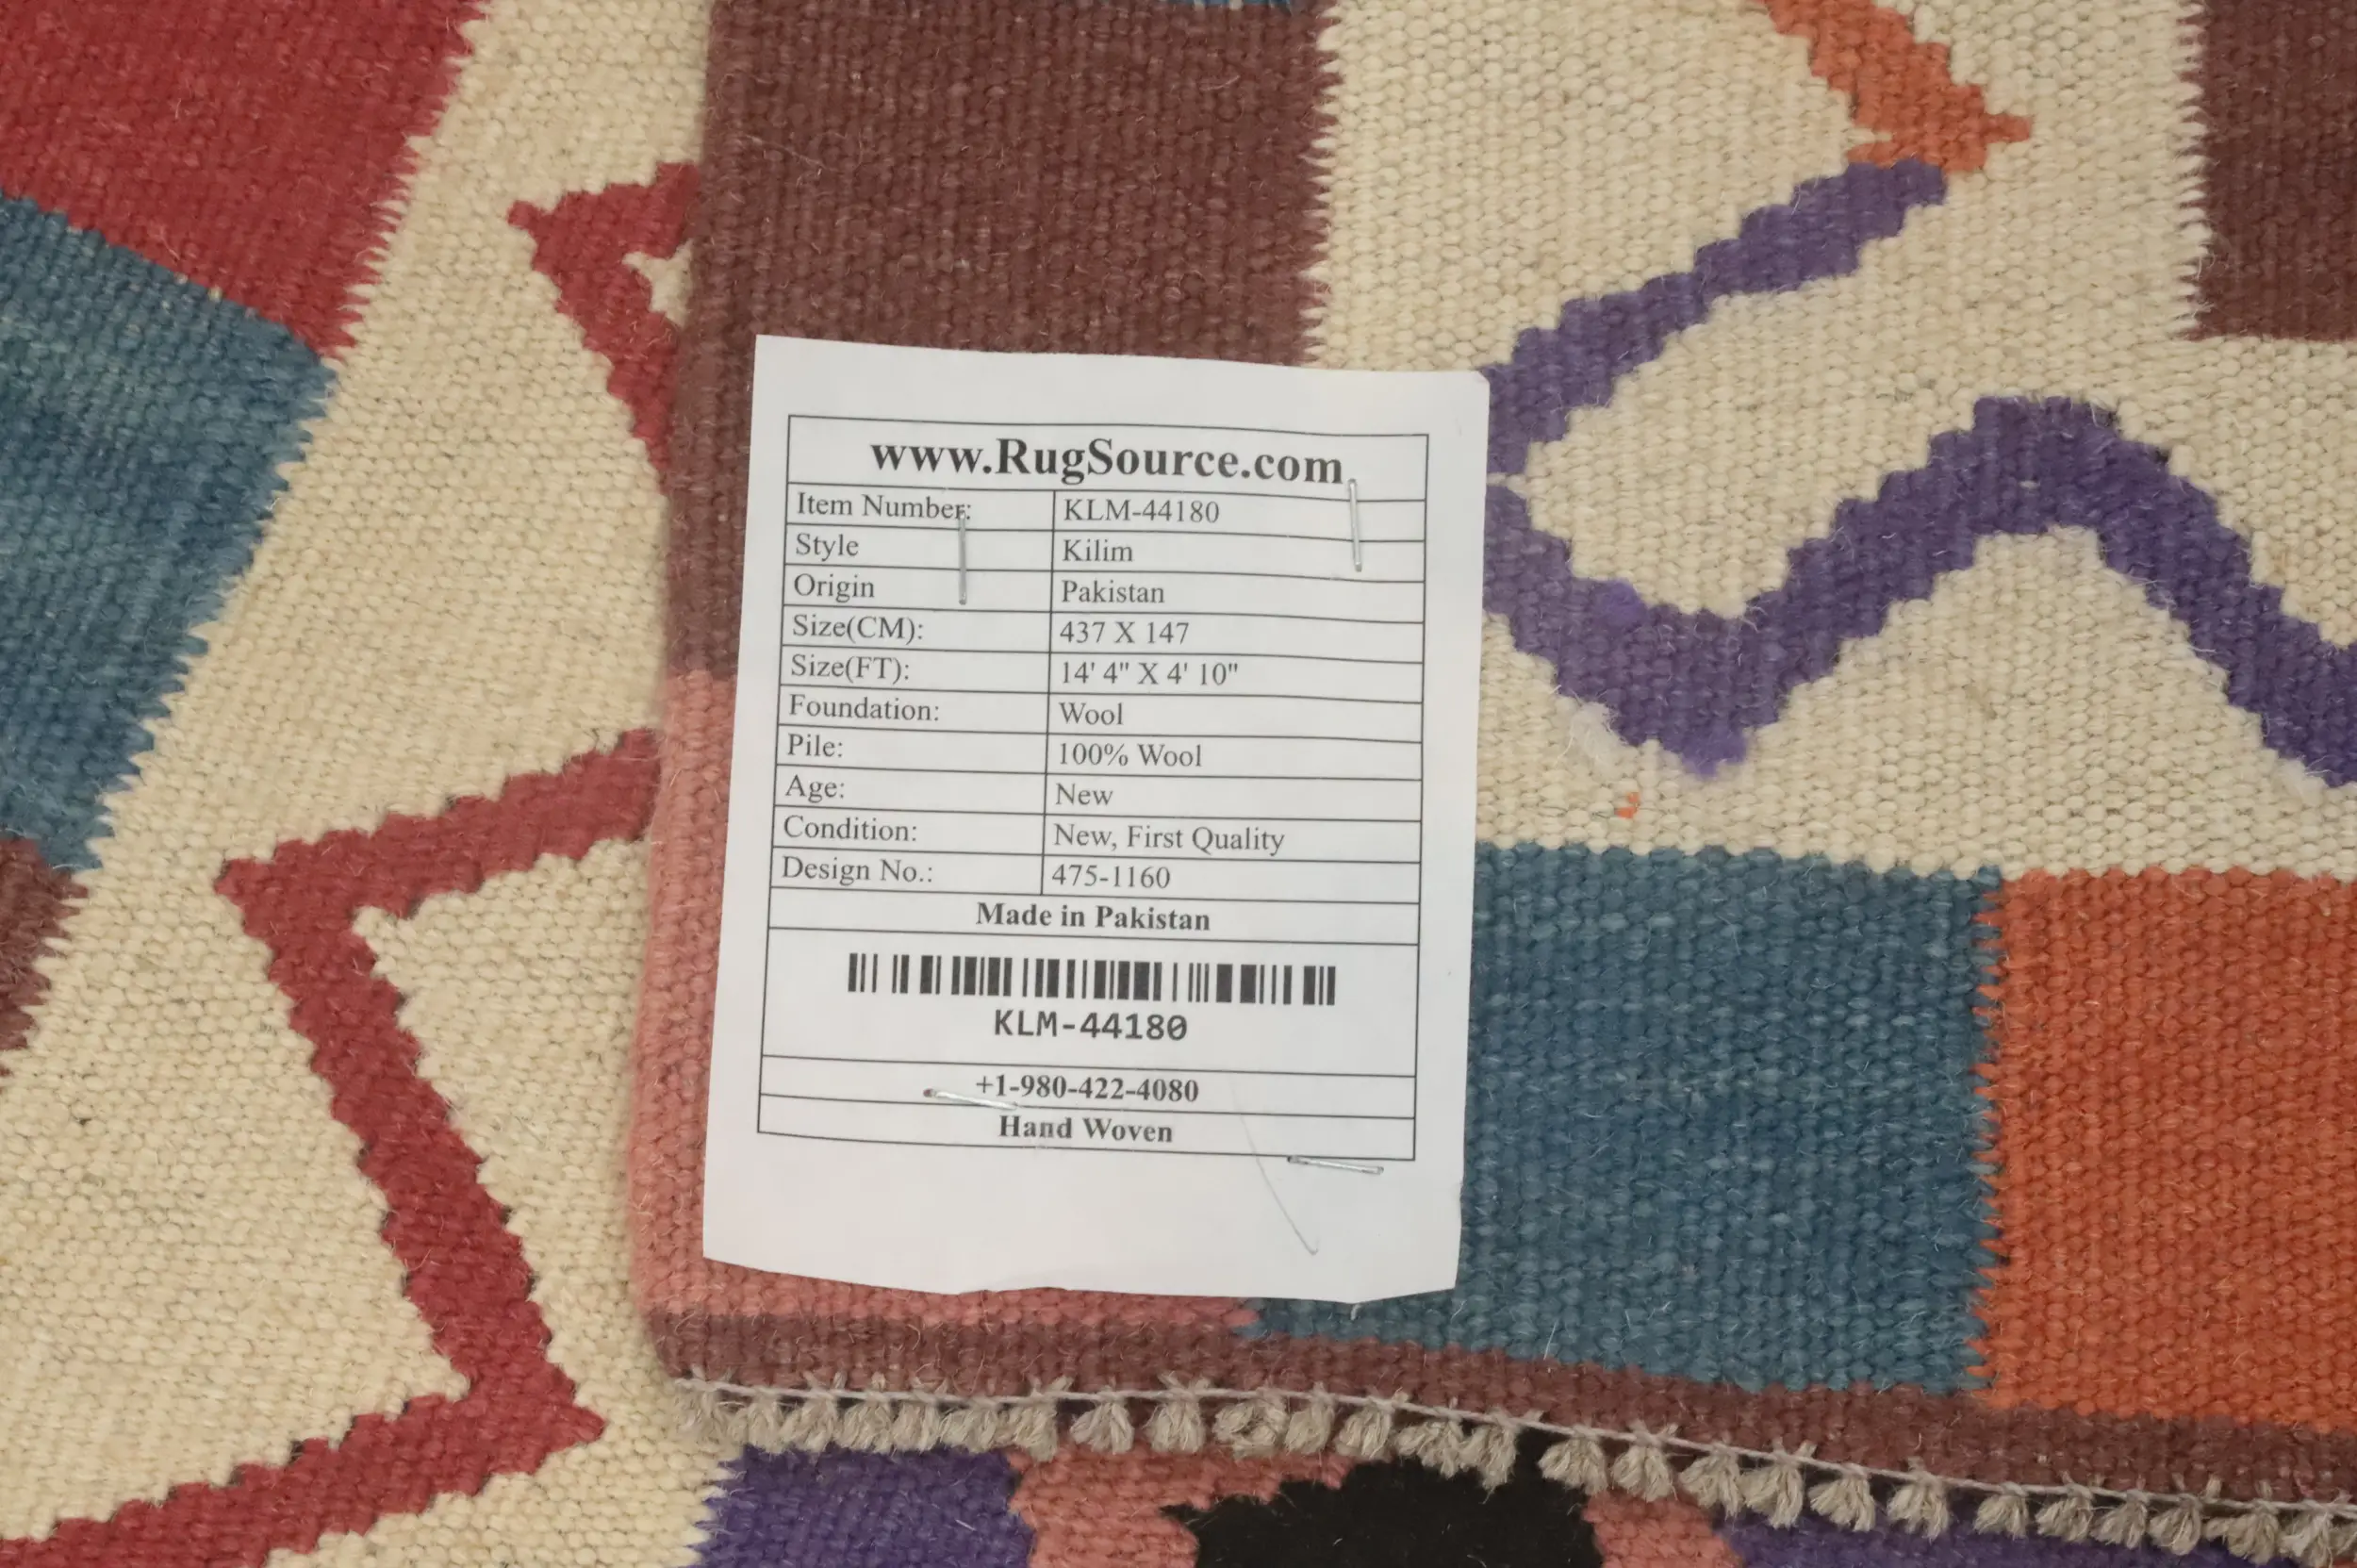 www.RugSource.com
Item Number: KLM-44180
Style Kilim
Origin Pakistan
Size(CM): 437 X 147
Size(FT): 14' 4" X 4' 10"
Foundation: Wool
Pile: 100% Wool
Age: New
Condition: New, First Quality
Design No.: 475-1160
Made in Pakistan
KLM-44180
+1-980-422-4080
Hand Woven